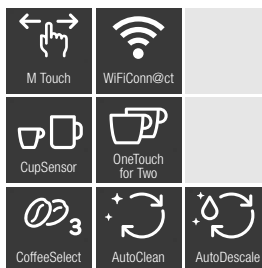 M Touch
WiFiConn@ct
CupSensor
OneTouch
for Two
3
CoffeeSelect
AutoClean
AutoDescale